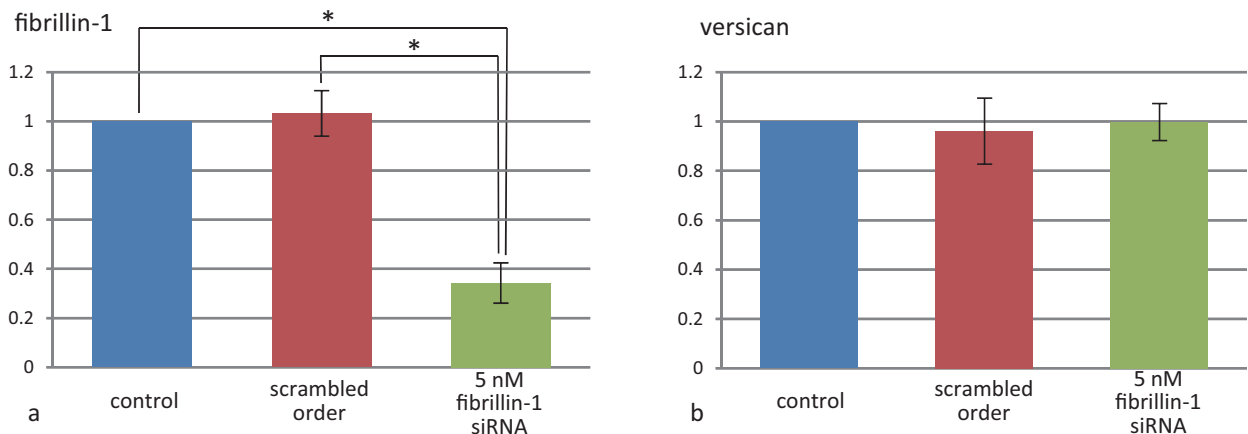 fibrillin-1
*
*
1.2
1
0.8
0.6
0.4
0.2
0
control
scrambled
order
5 nM
fibrillin-1
siRNA
a
versican
1.2
1
0.8
0.6
0.4
0.2
0
control
scrambled
order
5 nM
fibrillin-1
siRNA
b